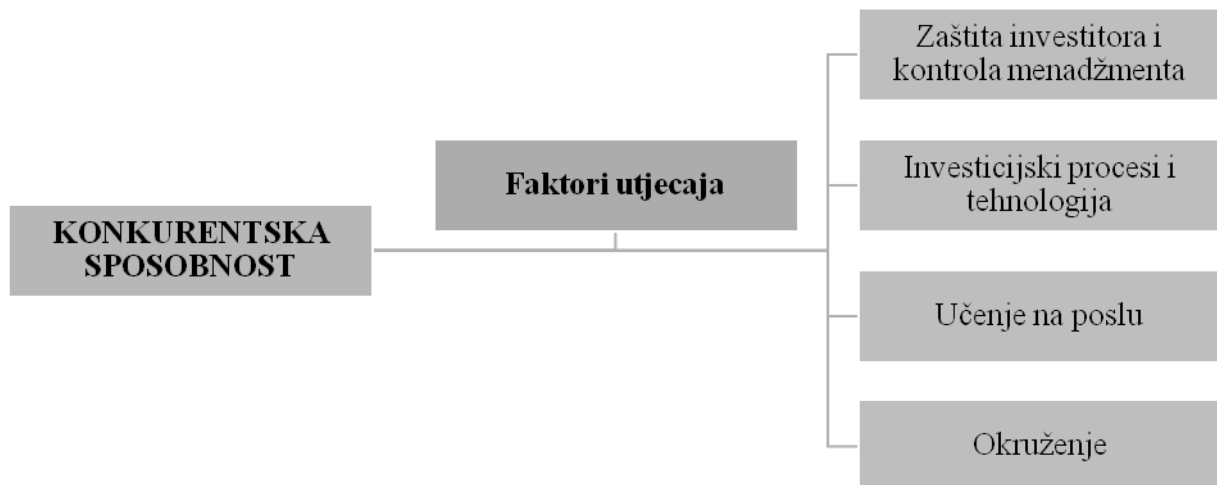 KONKURENTSKA
SPOSOBNOST
Faktori utjecaja
Zaštita investitora i
kontrola menadžmenta
Investicijski procesi i
tehnologija
Učenje na poslu
Okruženje